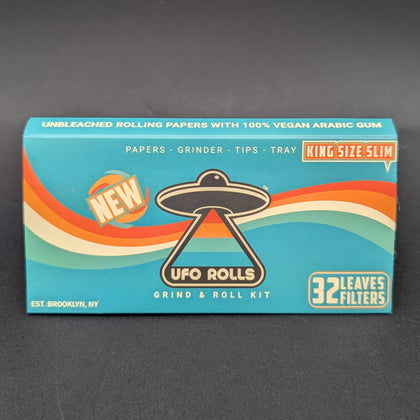 UNBLEACHED ROLLING PAPERS WITH 100% VEGAN ARABIC GUM
PAPERS - GRINDER - TIPS - TRAY
KING SIZE SLIM
NEW
TM
UFO ROLLS
GRIND & ROLL KIT
EST. BROOKLYN, NY
32 LEAVES
FILTERS